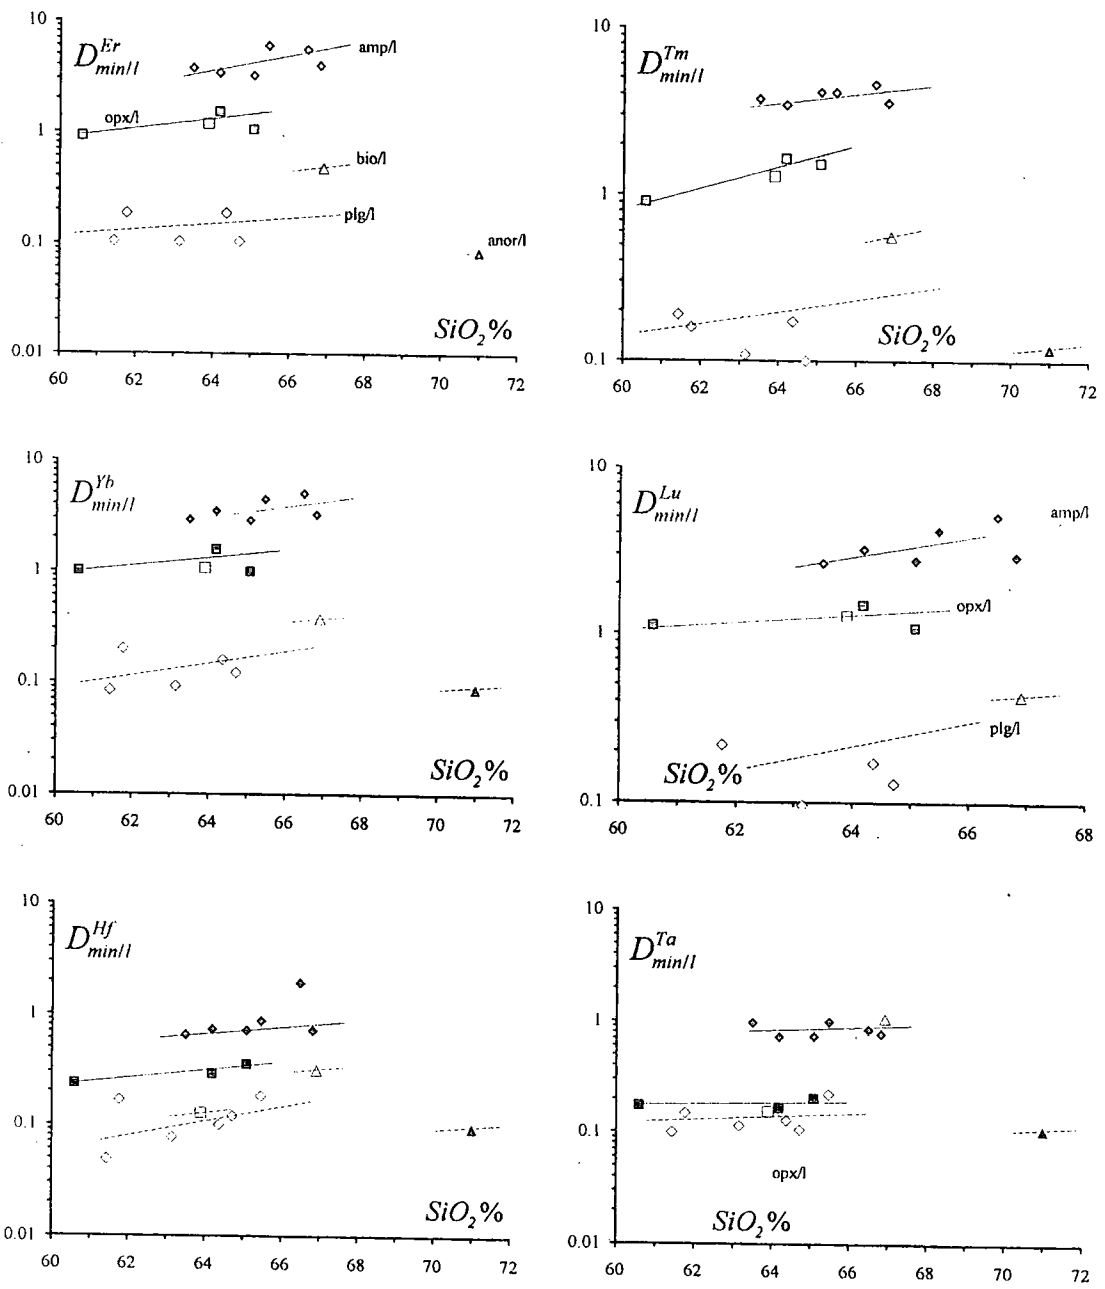 10
D^{Er}_{min/l}
amp/l
opx/l
1
bio/l
plg/l
0.1
anor/l
SiO₂%
0.01
60 62 64 66 68 70 72
10
D^{Tm}_{min/l}
1
SiO₂%
0.1
60 62 64 66 68 70 72
10
D^{Yb}_{min/l}
1
0.1
SiO₂%
0.01
60 62 64 66 68 70 72
10
D^{Lu}_{min/l}
amp/l
opx/l
1
plg/l
SiO₂%
0.1
60 62 64 66 68
10
D^{Hf}_{min/l}
1
0.1
SiO₂%
0.01
60 62 64 66 68 70 72
10
D^{Ta}_{min/l}
1
0.1
opx/l
SiO₂%
0.01
60 62 64 66 68 70 72